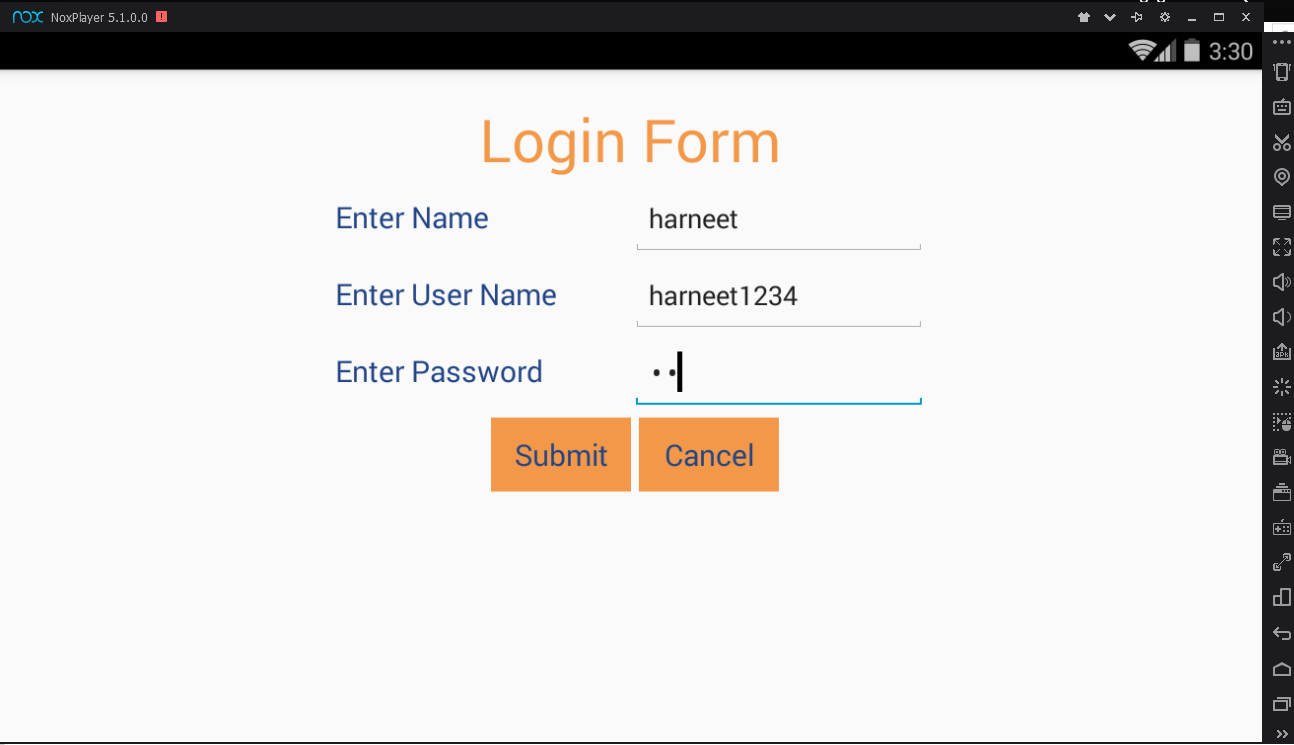 nox NoxPlayer 5.1.0.0
3:30
Login Form
Enter Name harneet
Enter User Name harneet1234
Enter Password ••
Submit Cancel